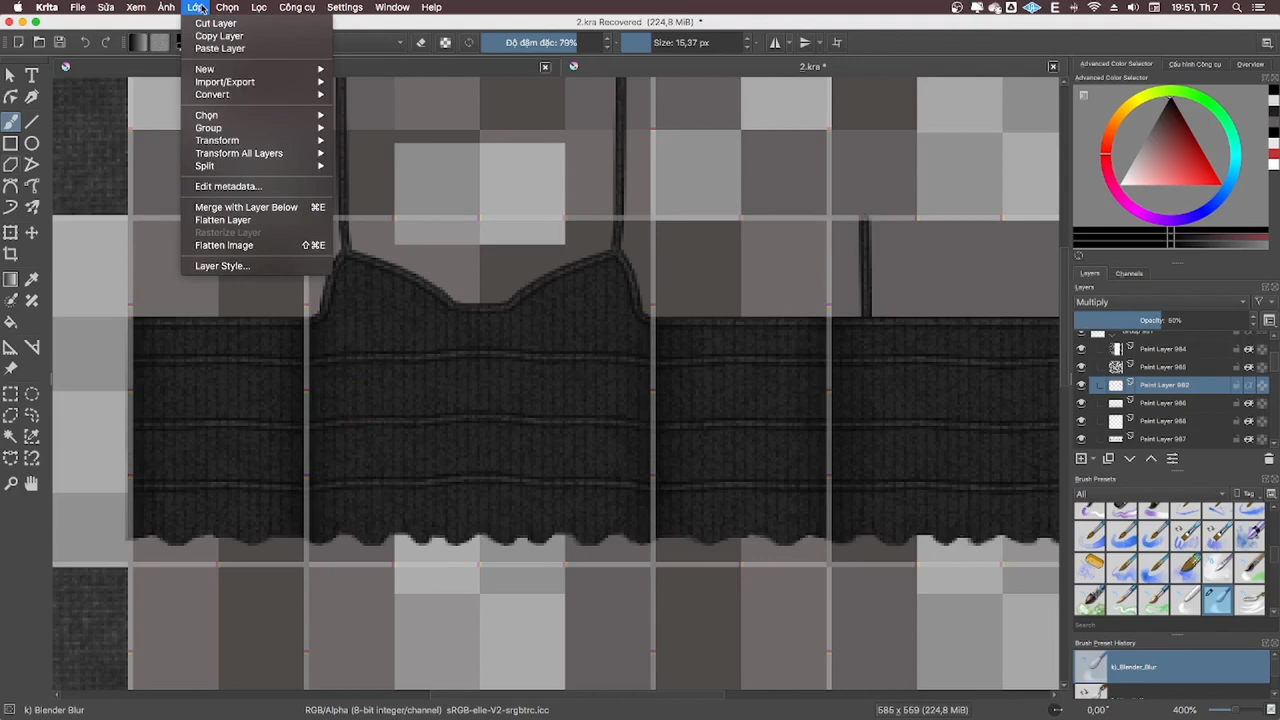 Krita File Sửa Xem Ảnh Lớp Chọn Lọc Công cụ Settings Window Help 19:51, Th 7
2.kra Recovered (224,8 MiB) *
Độ đậm đặc: 79% Size: 15,37 px
2.kra *
Cut Layer
Copy Layer
Paste Layer
New
Import/Export
Convert
Chọn
Group
Transform
Transform All Layers
Split
Edit metadata...
Merge with Layer Below ⌘E
Flatten Layer
Rasterize Layer
Flatten Image ⇧⌘E
Layer Style...
Advanced Color Selector Cấu hình Công cụ Overview
Advanced Color Selector
Layers Channels
Layers
Multiply
Opacity: 60%
Paint Layer 984
Paint Layer 985
Paint Layer 982
Paint Layer 986
Paint Layer 966
Paint Layer 967
Brush Presets
All Tag
Search
Brush Preset History
k)_Blender_Blur
k) Blender Blur RGB/Alpha (8-bit integer/channel) sRGB-elle-V2-srgbtrc.icc 585 x 559 (224,8 MiB) 0,00° 400%